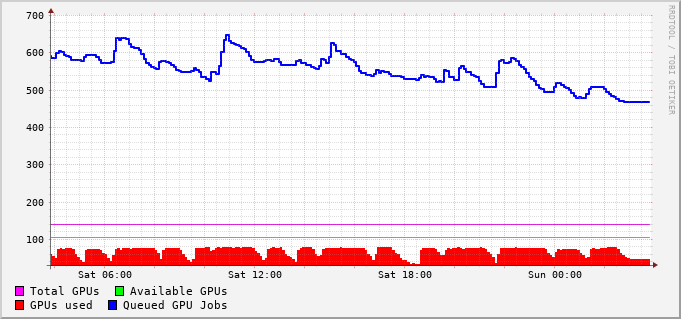 700
600
500
400
300
200
100
Sat 06:00 Sat 12:00 Sat 18:00 Sun 00:00
Total GPUs Available GPUs
GPUs used Queued GPU Jobs
RRDTOOL / TOBI OETIKER